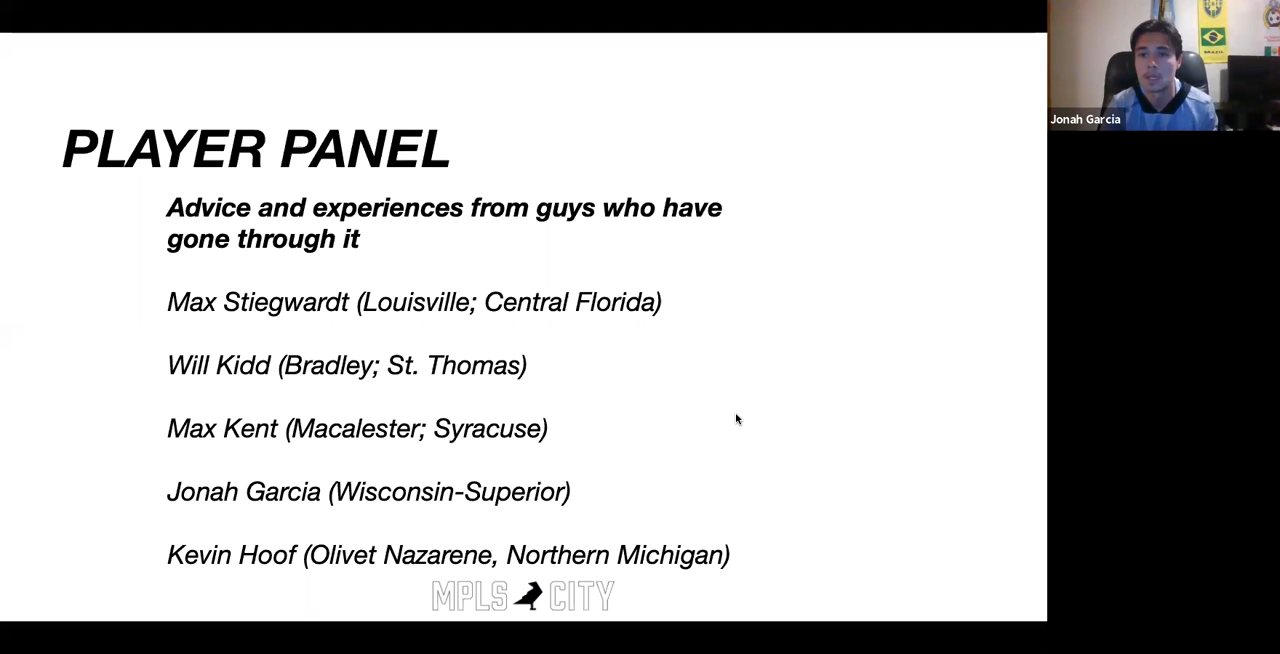 PLAYER PANEL
Advice and experiences from guys who have
gone through it
Max Stiegwardt (Louisville; Central Florida)
Will Kidd (Bradley; St. Thomas)
Max Kent (Macalester; Syracuse)
Jonah Garcia (Wisconsin-Superior)
Kevin Hoof (Olivet Nazarene, Northern Michigan)
MPLS CITY
Jonah Garcia